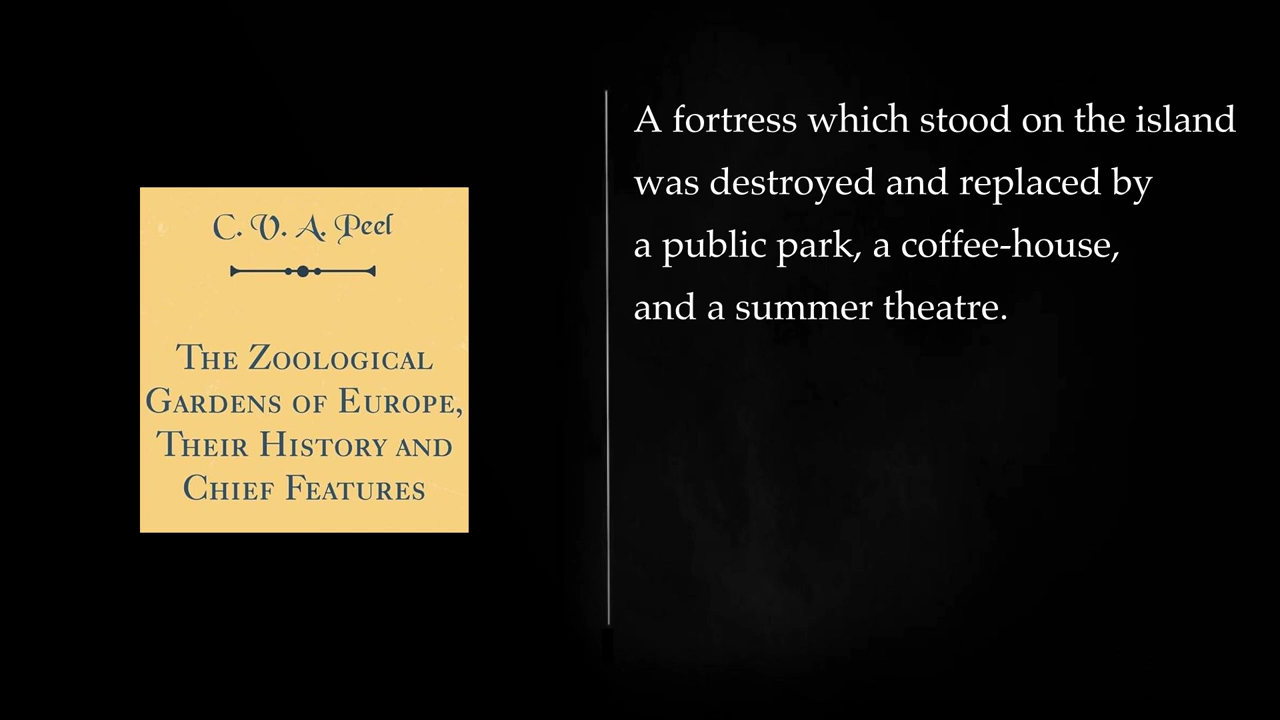 C. V. A. Peel
The Zoological
Gardens of Europe,
Their History and
Chief Features
A fortress which stood on the island
was destroyed and replaced by
a public park, a coffee-house,
and a summer theatre.